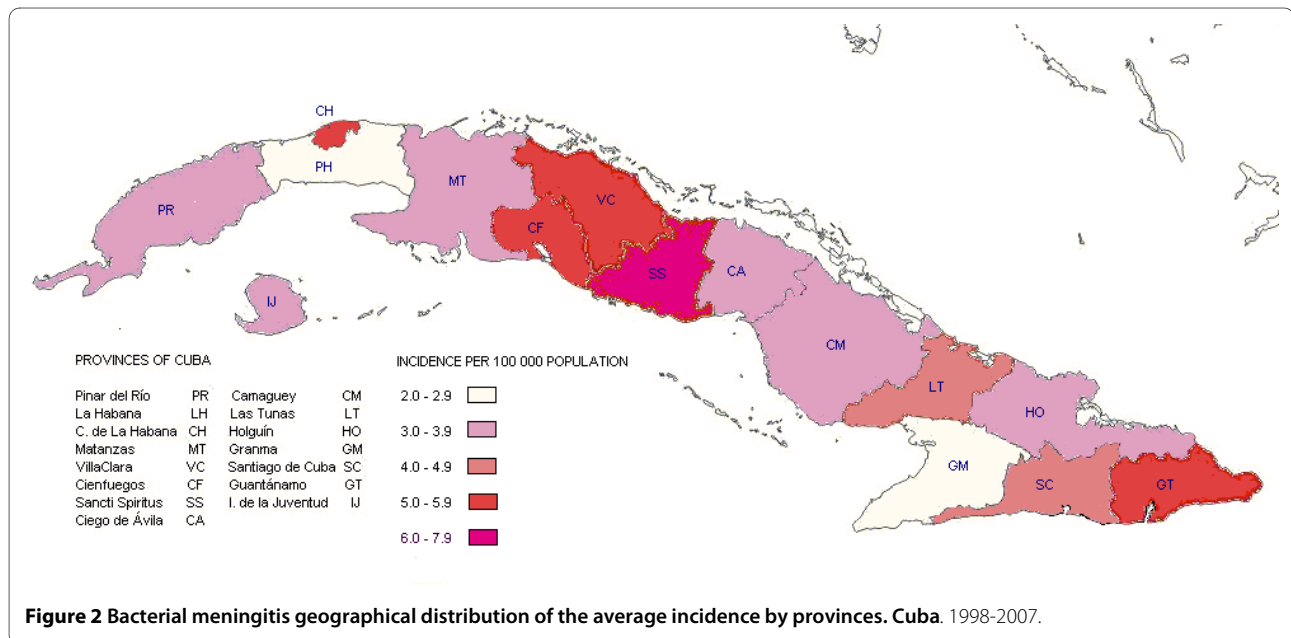 CH
PH
MT
PR
VC
CF
SS
CA
IJ
CM
LT
HO
GM
SC
GT
PROVINCES OF CUBA
Pinar del Río PR Camaguey CM
La Habana LH Las Tunas LT
C. de La Habana CH Holguín HO
Matanzas MT Granma GM
VillaClara VC Santiago de Cuba SC
Cienfuegos CF Guantánamo GT
Sancti Spiritus SS I. de la Juventud IJ
Ciego de Ávila CA
INCIDENCE PER 100 000 POPULATION
2.0 - 2.9
3.0 - 3.9
4.0 - 4.9
5.0 - 5.9
6.0 - 7.9
Figure 2 Bacterial meningitis geographical distribution of the average incidence by provinces. Cuba. 1998-2007.